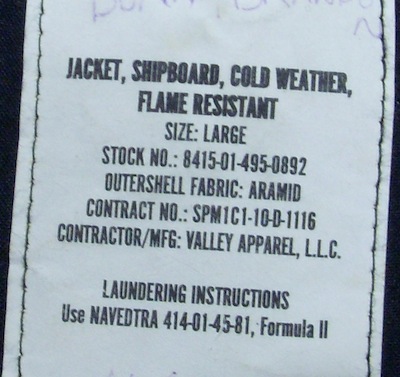 JACKET, SHIPBOARD, COLD WEATHER,
FLAME RESISTANT
SIZE: LARGE
STOCK NO.: 8415-01-495-0892
OUTERSHELL FABRIC: ARAMID
CONTRACT NO.: SPM1C1-10-D-1116
CONTRACTOR/MFG: VALLEY APPAREL, L.L.C.
LAUNDERING INSTRUCTIONS
Use NAVEDTRA 414-01-45-81, Formula II